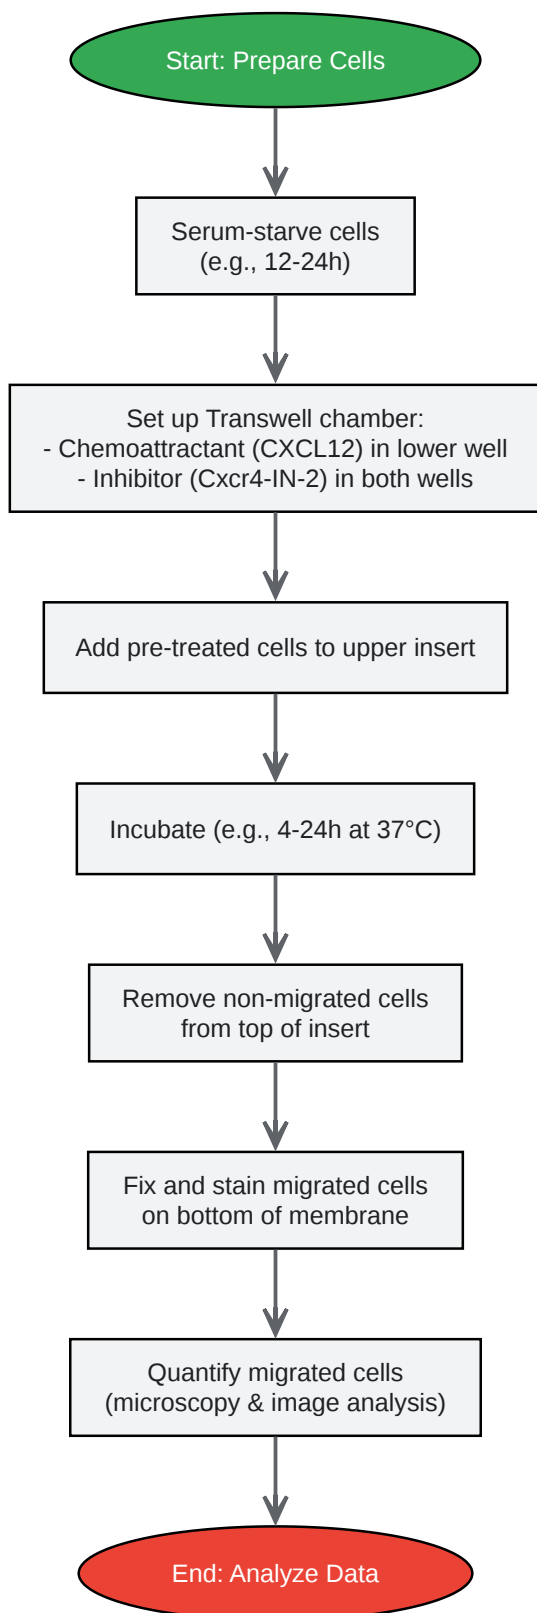 Start: Prepare Cells
Serum-starve cells
(e.g., 12-24h)
Set up Transwell chamber:
- Chemoattractant (CXCL12) in lower well
- Inhibitor (Cxcr4-IN-2) in both wells
Add pre-treated cells to upper insert
Incubate (e.g., 4-24h at 37°C)
Remove non-migrated cells
from top of insert
Fix and stain migrated cells
on bottom of membrane
Quantify migrated cells
(microscopy & image analysis)
End: Analyze Data